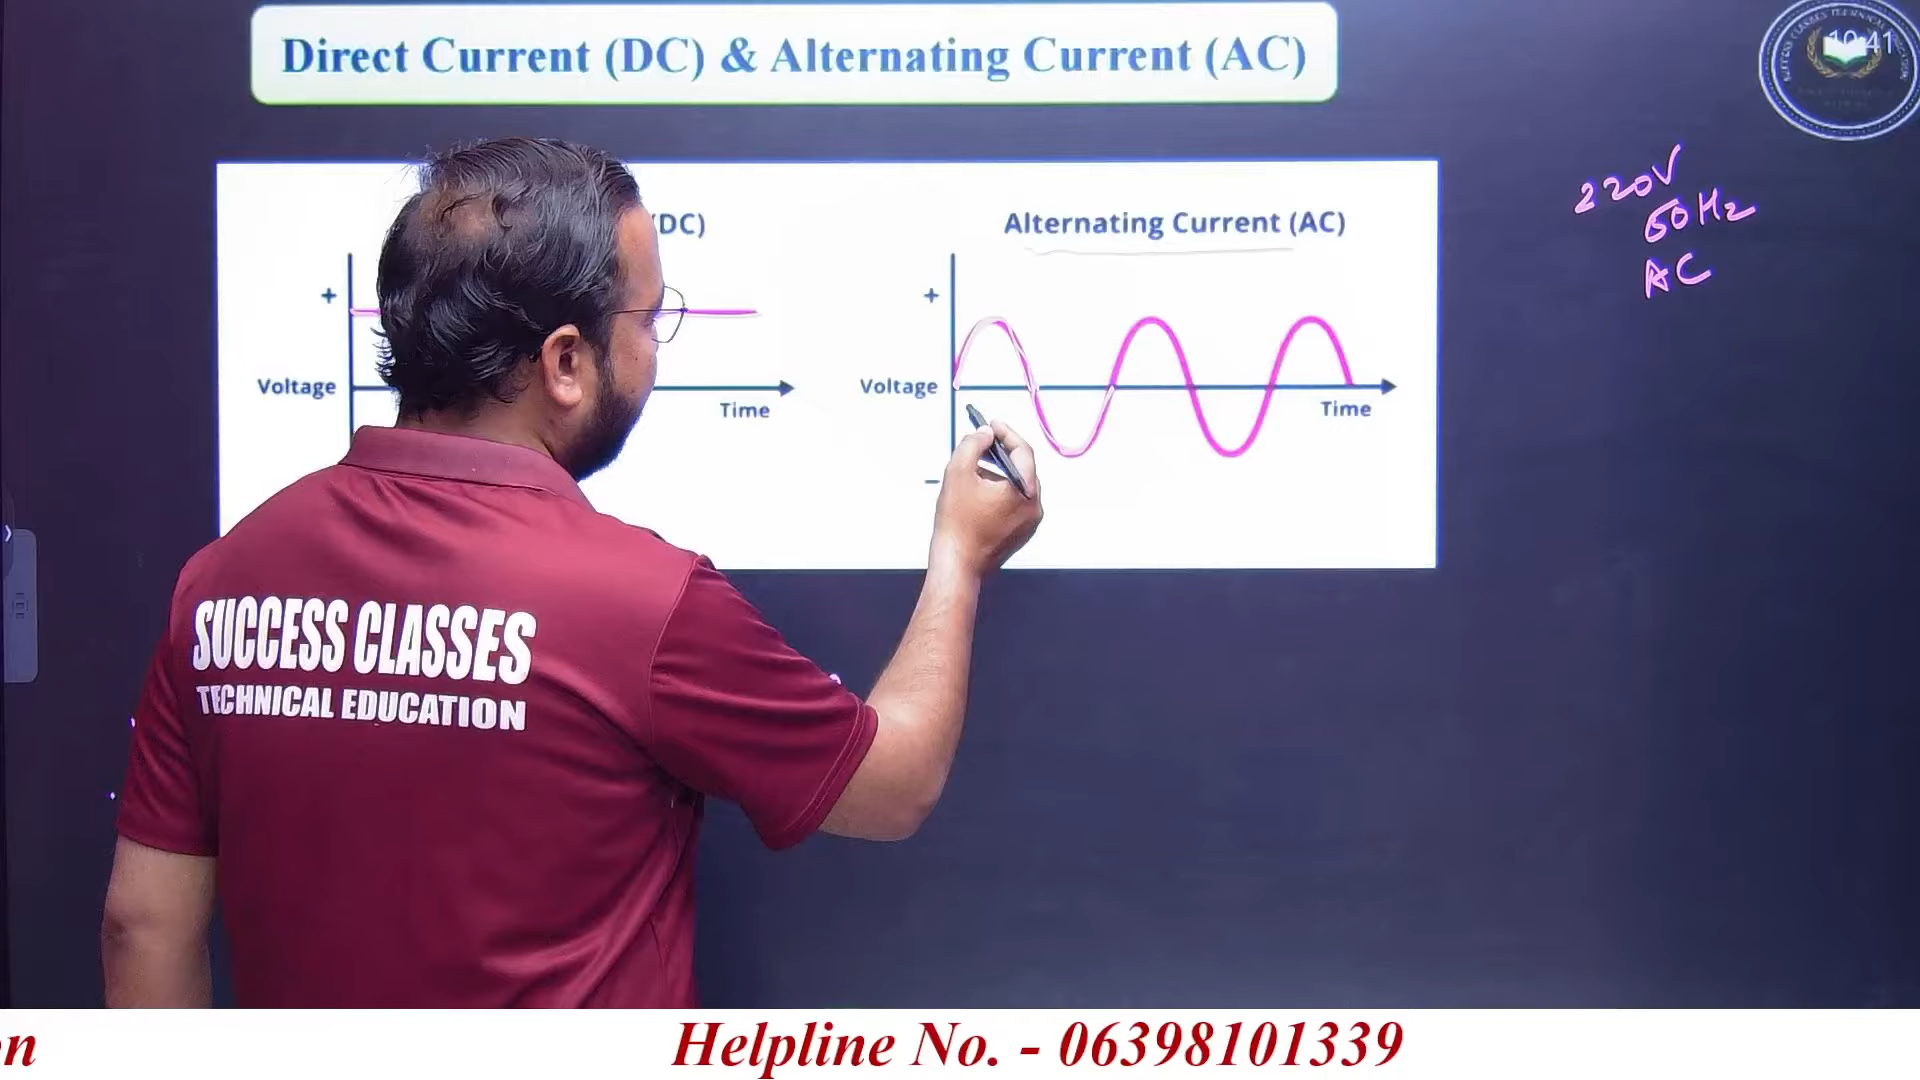 Direct Current (DC) & Alternating Current (AC)
10:41
220V
50Hz
AC
(DC)
Alternating Current (AC)
+
+
Voltage
Time
Voltage
Time
-
SUCCESS CLASSES
TECHNICAL EDUCATION
on
Helpline No. - 06398101339